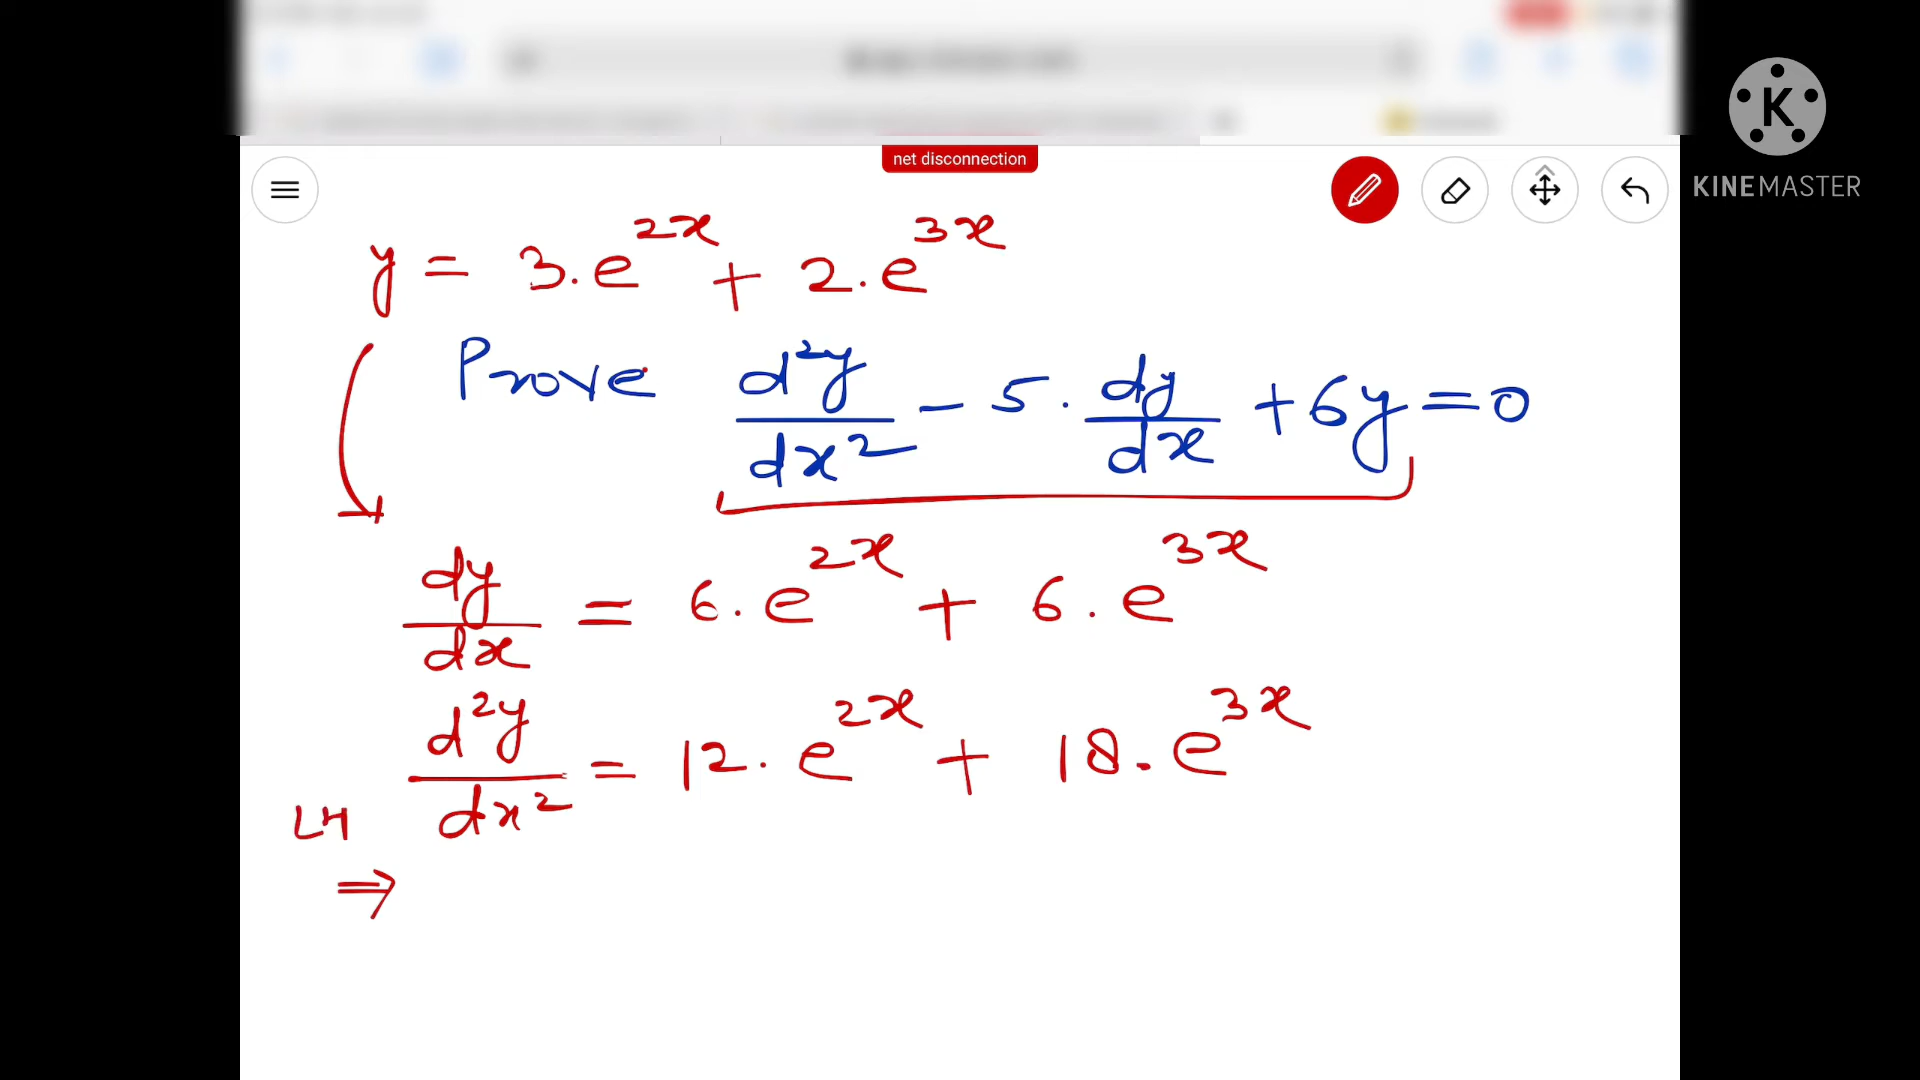 KINEMASTER
net disconnection
y = 3.e^{2x} + 2.e^{3x}
Prove d²y/dx² - 5.dy/dx + 6y = 0
dy/dx = 6.e^{2x} + 6.e^{3x}
d²y/dx² = 12.e^{2x} + 18.e^{3x}
LH
⇒